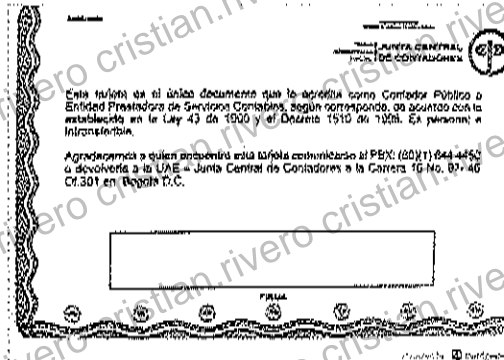 JUNTA CENTRAL
DE CONTADORES
Esta tarjeta es el único documento que lo acredita como Contador Público o
Entidad Prestadora de Servicios Contables, según corresponde, de acuerdo con lo
establecido en la Ley 43 de 1990 y el Decreto 1510 de 1998. Es personal e
intransferible.
Agradecemos a quien encuentre esta tarjeta comunicarse al PBX: (60)(1) 644 4450
o devolverla a la UAE – Junta Central de Contadores a la Carrera 16 No. 97- 46
Of.301 en Bogotá D.C.
FIRMA
cristian.rivero